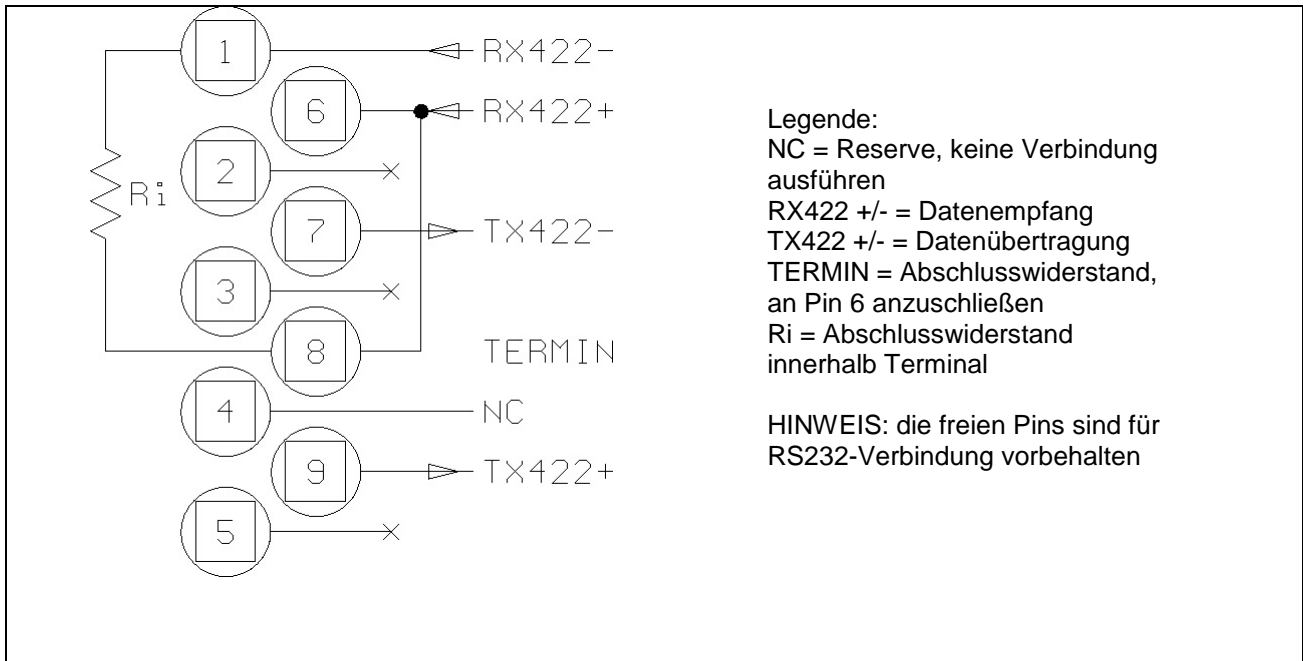 1
RX422-
6
RX422+
2
Ri
7
TX422-
3
8
TERMIN
4
NC
9
TX422+
5
Legende:
NC = Reserve, keine Verbindung
ausführen
RX422 +/- = Datenempfang
TX422 +/- = Datenübertragung
TERMIN = Abschlusswiderstand,
an Pin 6 anzuschließen
Ri = Abschlusswiderstand
innerhalb Terminal
HINWEIS: die freien Pins sind für
RS232-Verbindung vorbehalten